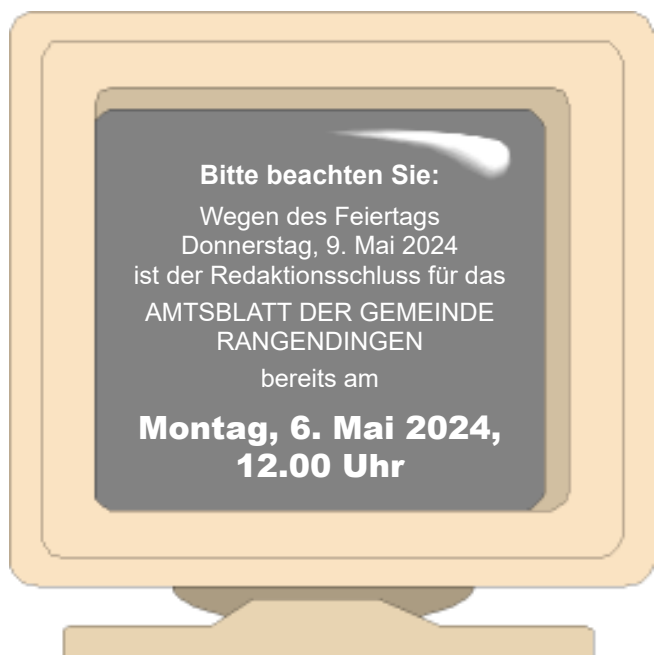 Bitte beachten Sie:
Wegen des Feiertags
Donnerstag, 9. Mai 2024
ist der Redaktionsschluss für das
AMTSBLATT DER GEMEINDE
RANGENDINGEN
bereits am
Montag, 6. Mai 2024,
12.00 Uhr